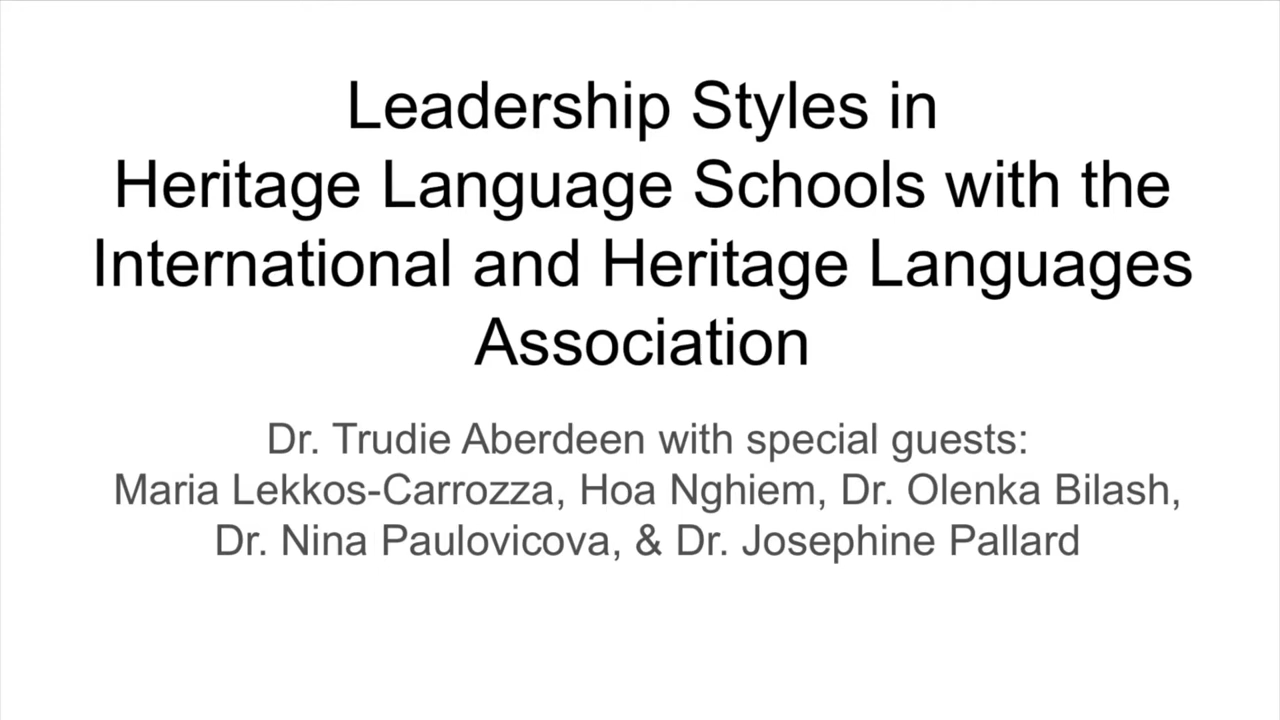 Leadership Styles in
Heritage Language Schools with the
International and Heritage Languages
Association
Dr. Trudie Aberdeen with special guests:
Maria Lekkos-Carrozza, Hoa Nghiem, Dr. Olenka Bilash,
Dr. Nina Paulovicova, & Dr. Josephine Pallard